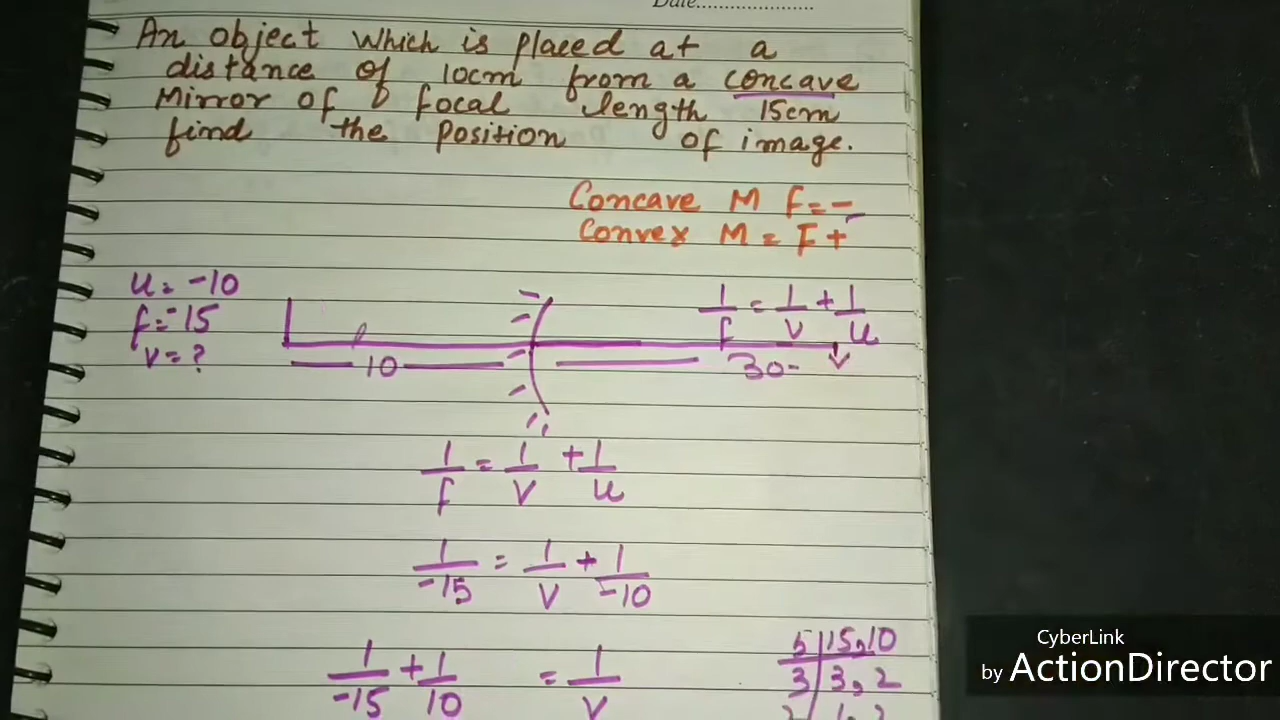 Date....................
An object which is placed at a
distance of 10cm from a concave
Mirror of focal length 15cm
find the position of image.
Concave M F = -
Convex M = F +
u = -10
f = -15
v = ?
1/f = 1/v + 1/u
10
30
1/f = 1/v + 1/u
1/-15 = 1/v + 1/-10
1/-15 + 1/10 = 1/v
5 | 15, 10
3 | 3, 2
CyberLink
by ActionDirector